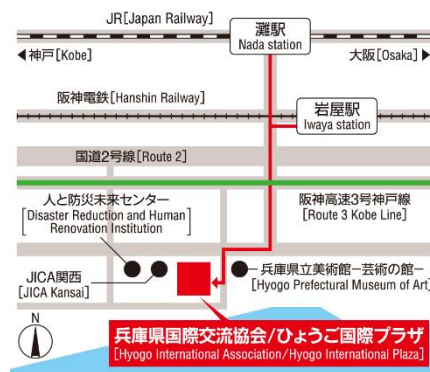 JR[Japan Railway]
灘駅
Nada station
◀神戸[Kobe]
大阪[Osaka]▶
阪神電鉄[Hanshin Railway]
岩屋駅
Iwaya station
国道2号線[Route 2]
人と防災未来センター
[Disaster Reduction and Human
Renovation Institution]
阪神高速3号神戸線
[Route 3 Kobe Line]
JICA関西
[JICA Kansai]
兵庫県立美術館－芸術の館－
[Hyogo Prefectural Museum of Art]
N
兵庫県国際交流協会/ひょうご国際プラザ
[Hyogo International Association/Hyogo International Plaza]